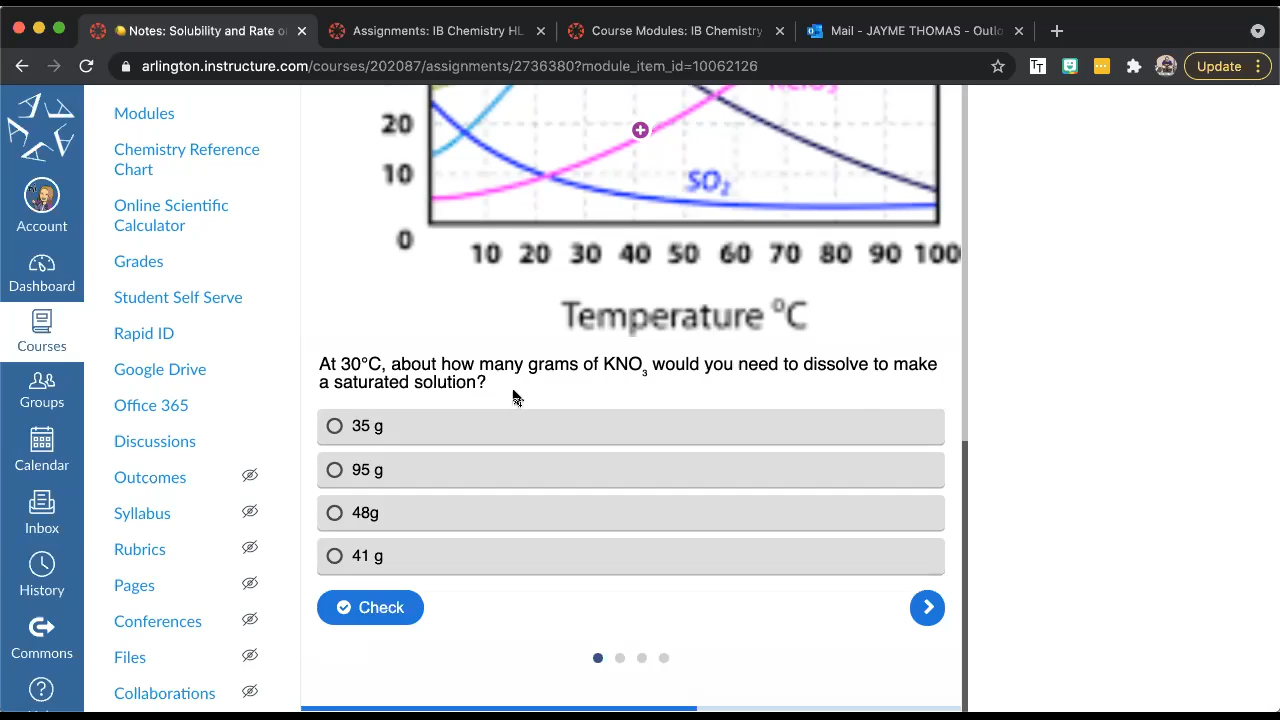 Notes: Solubility and Rate o
Assignments: IB Chemistry HL
Course Modules: IB Chemistry
Mail - JAYME THOMAS - Outlo
arlington.instructure.com/courses/202087/assignments/2736380?module_item_id=10062126
TT
Update
Account
Dashboard
Courses
Groups
Calendar
Inbox
History
Commons
Modules
Chemistry Reference
Chart
Online Scientific
Calculator
Grades
Student Self Serve
Rapid ID
Google Drive
Office 365
Discussions
Outcomes
Syllabus
Rubrics
Pages
Conferences
Files
Collaborations
20
10
0
SO₂
10 20 30 40 50 60 70 80 90 100
Temperature °C
At 30°C, about how many grams of KNO₃ would you need to dissolve to make
a saturated solution?
35 g
95 g
48g
41 g
Check